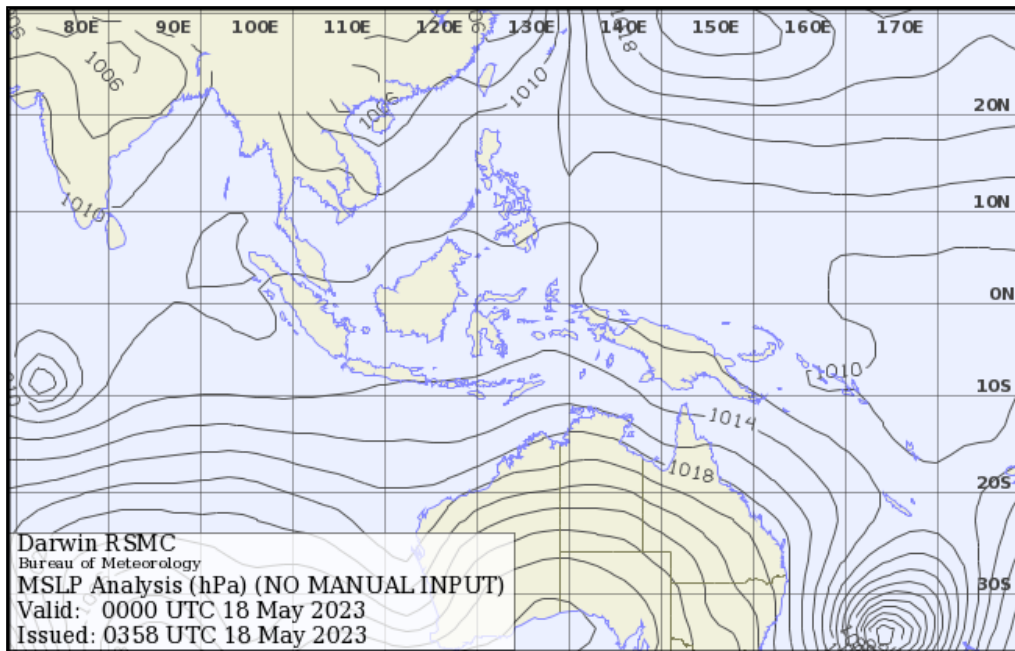 80E 90E 100E 110E 120E 130E 140E 150E 160E 170E
1018
1006
1010
1006
20N
1010
10N
0N
1010
10S
1014
1018
20S
30S
Darwin RSMC
Bureau of Meteorology
MSLP Analysis (hPa) (NO MANUAL INPUT)
Valid: 0000 UTC 18 May 2023
Issued: 0358 UTC 18 May 2023